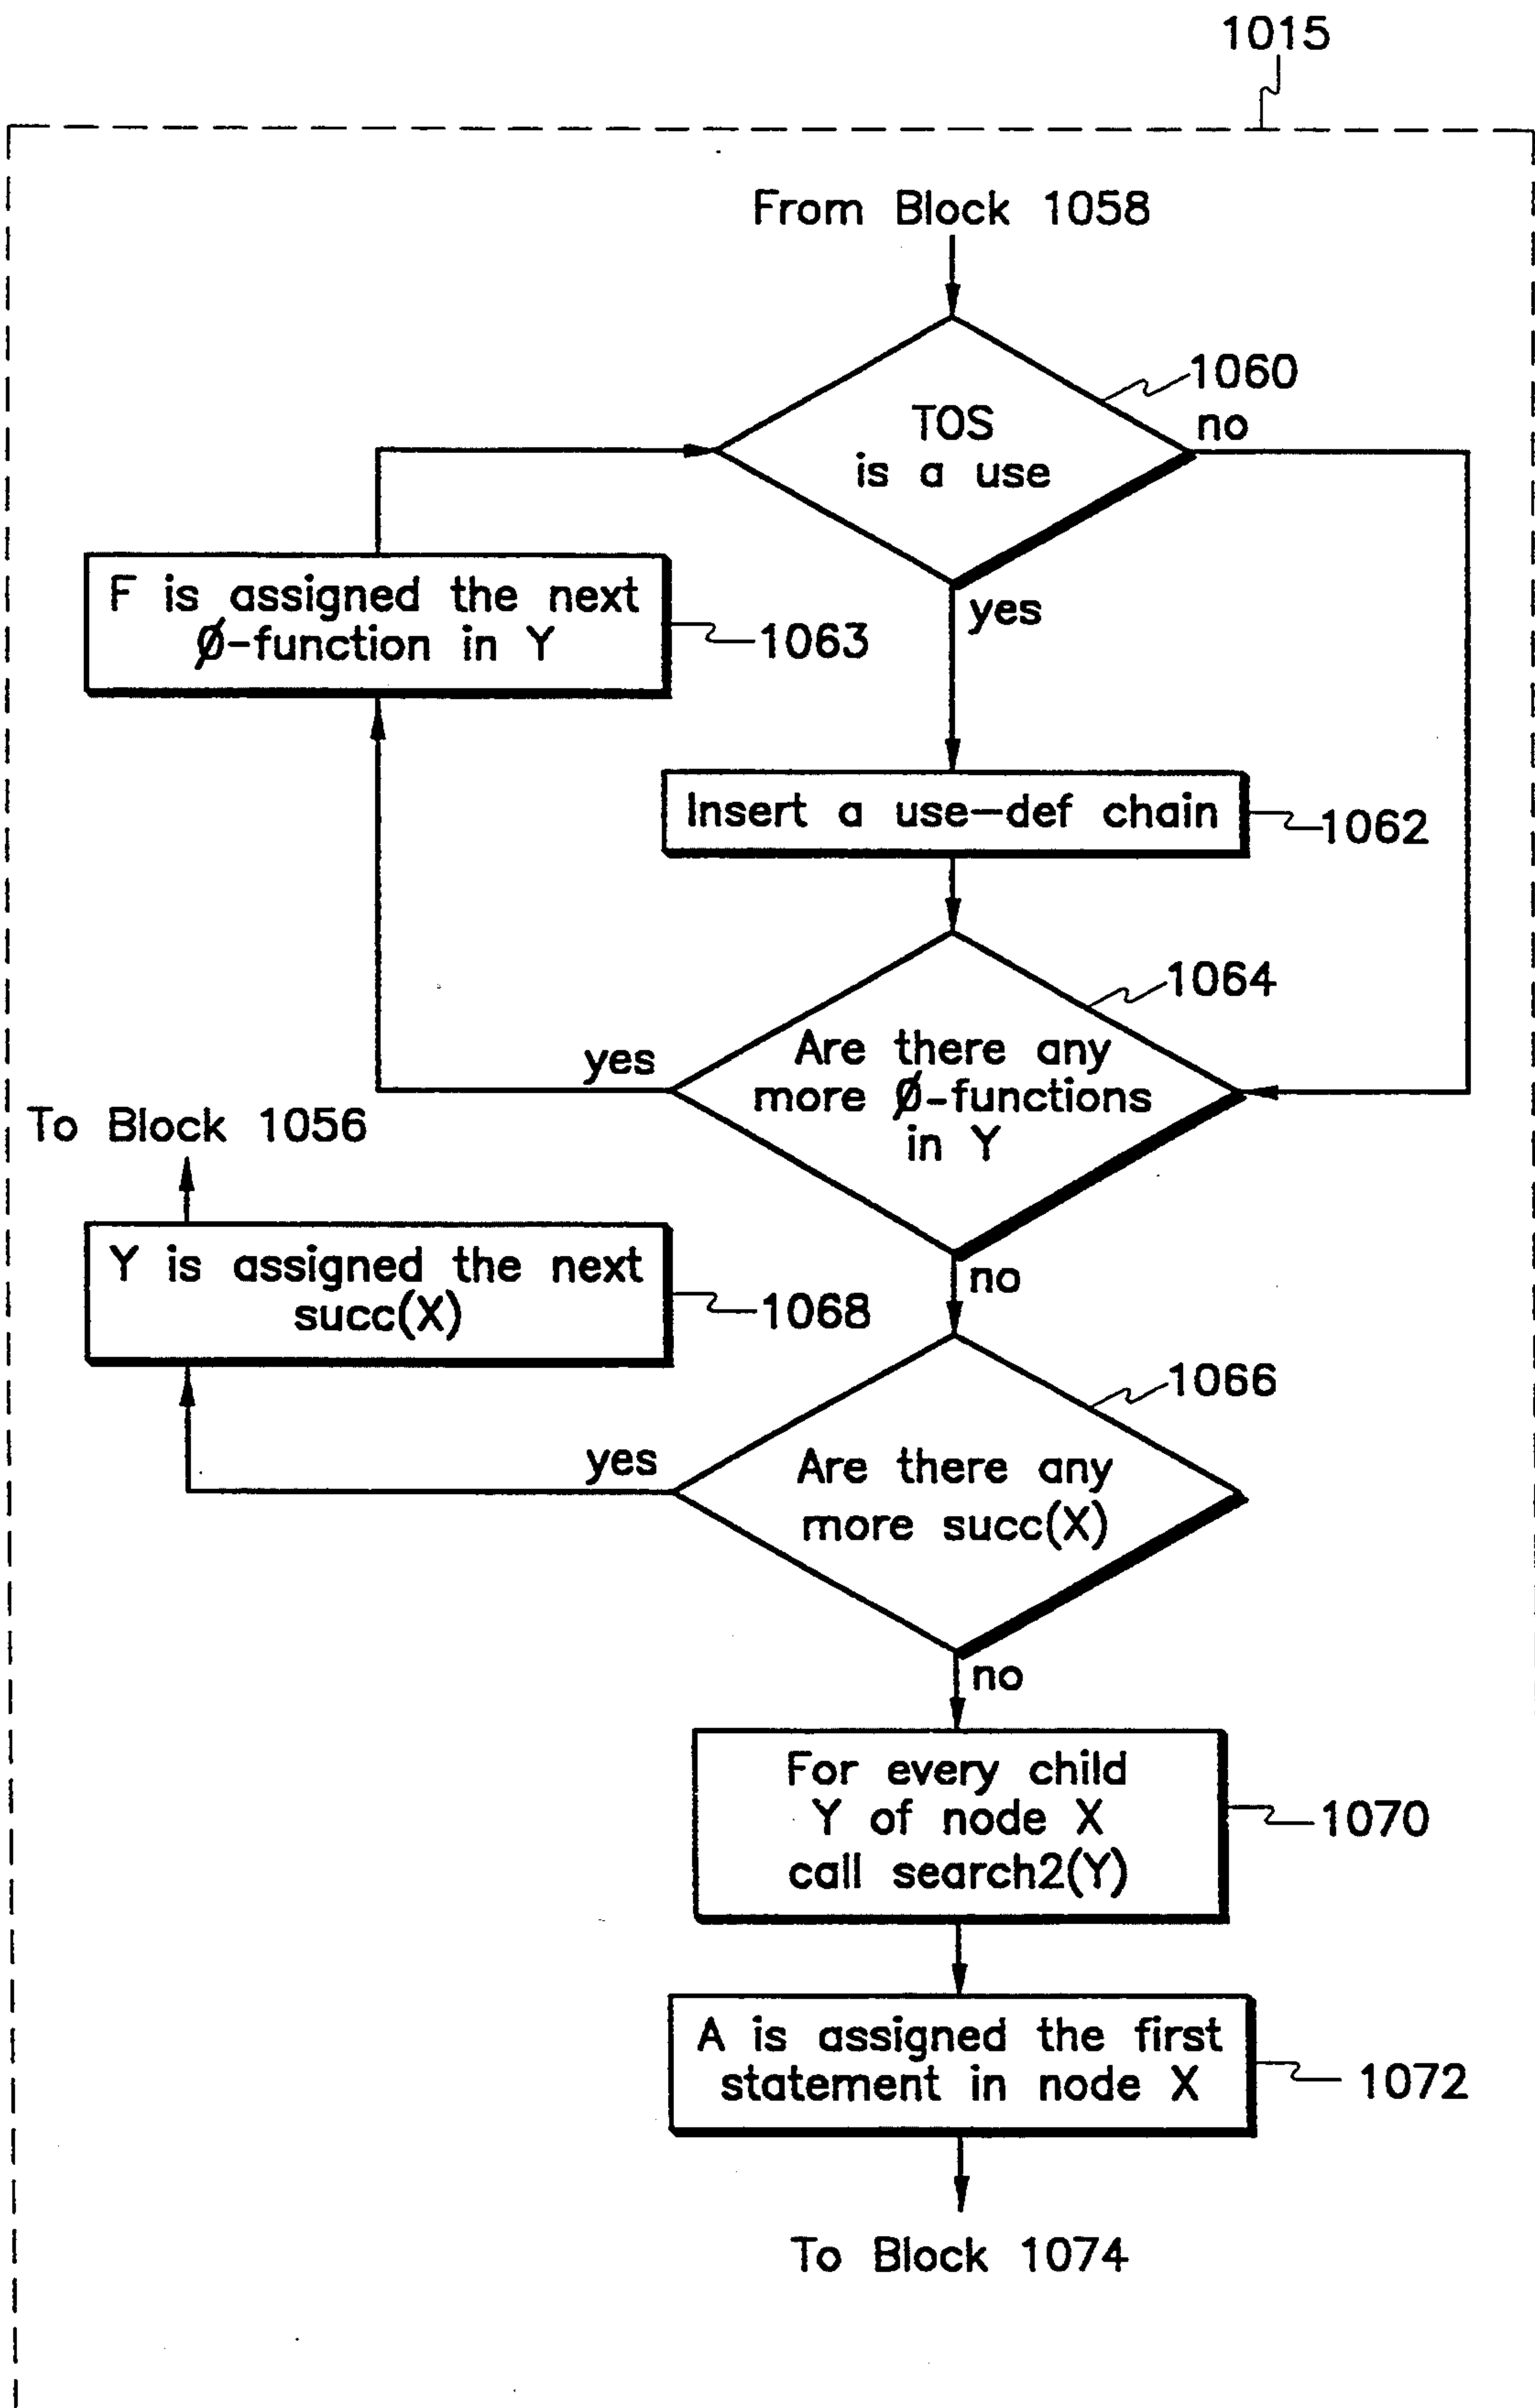 1015
From Block 1058
1060
TOS
is a use
no
yes
F is assigned the next
Ø-function in Y
1063
Insert a use-def chain
1062
1064
Are there any
more Ø-functions
in Y
yes
no
To Block 1056
Y is assigned the next
succ(X)
1068
1066
Are there any
more succ(X)
yes
no
For every child
Y of node X
call search2(Y)
1070
A is assigned the first
statement in node X
1072
To Block 1074